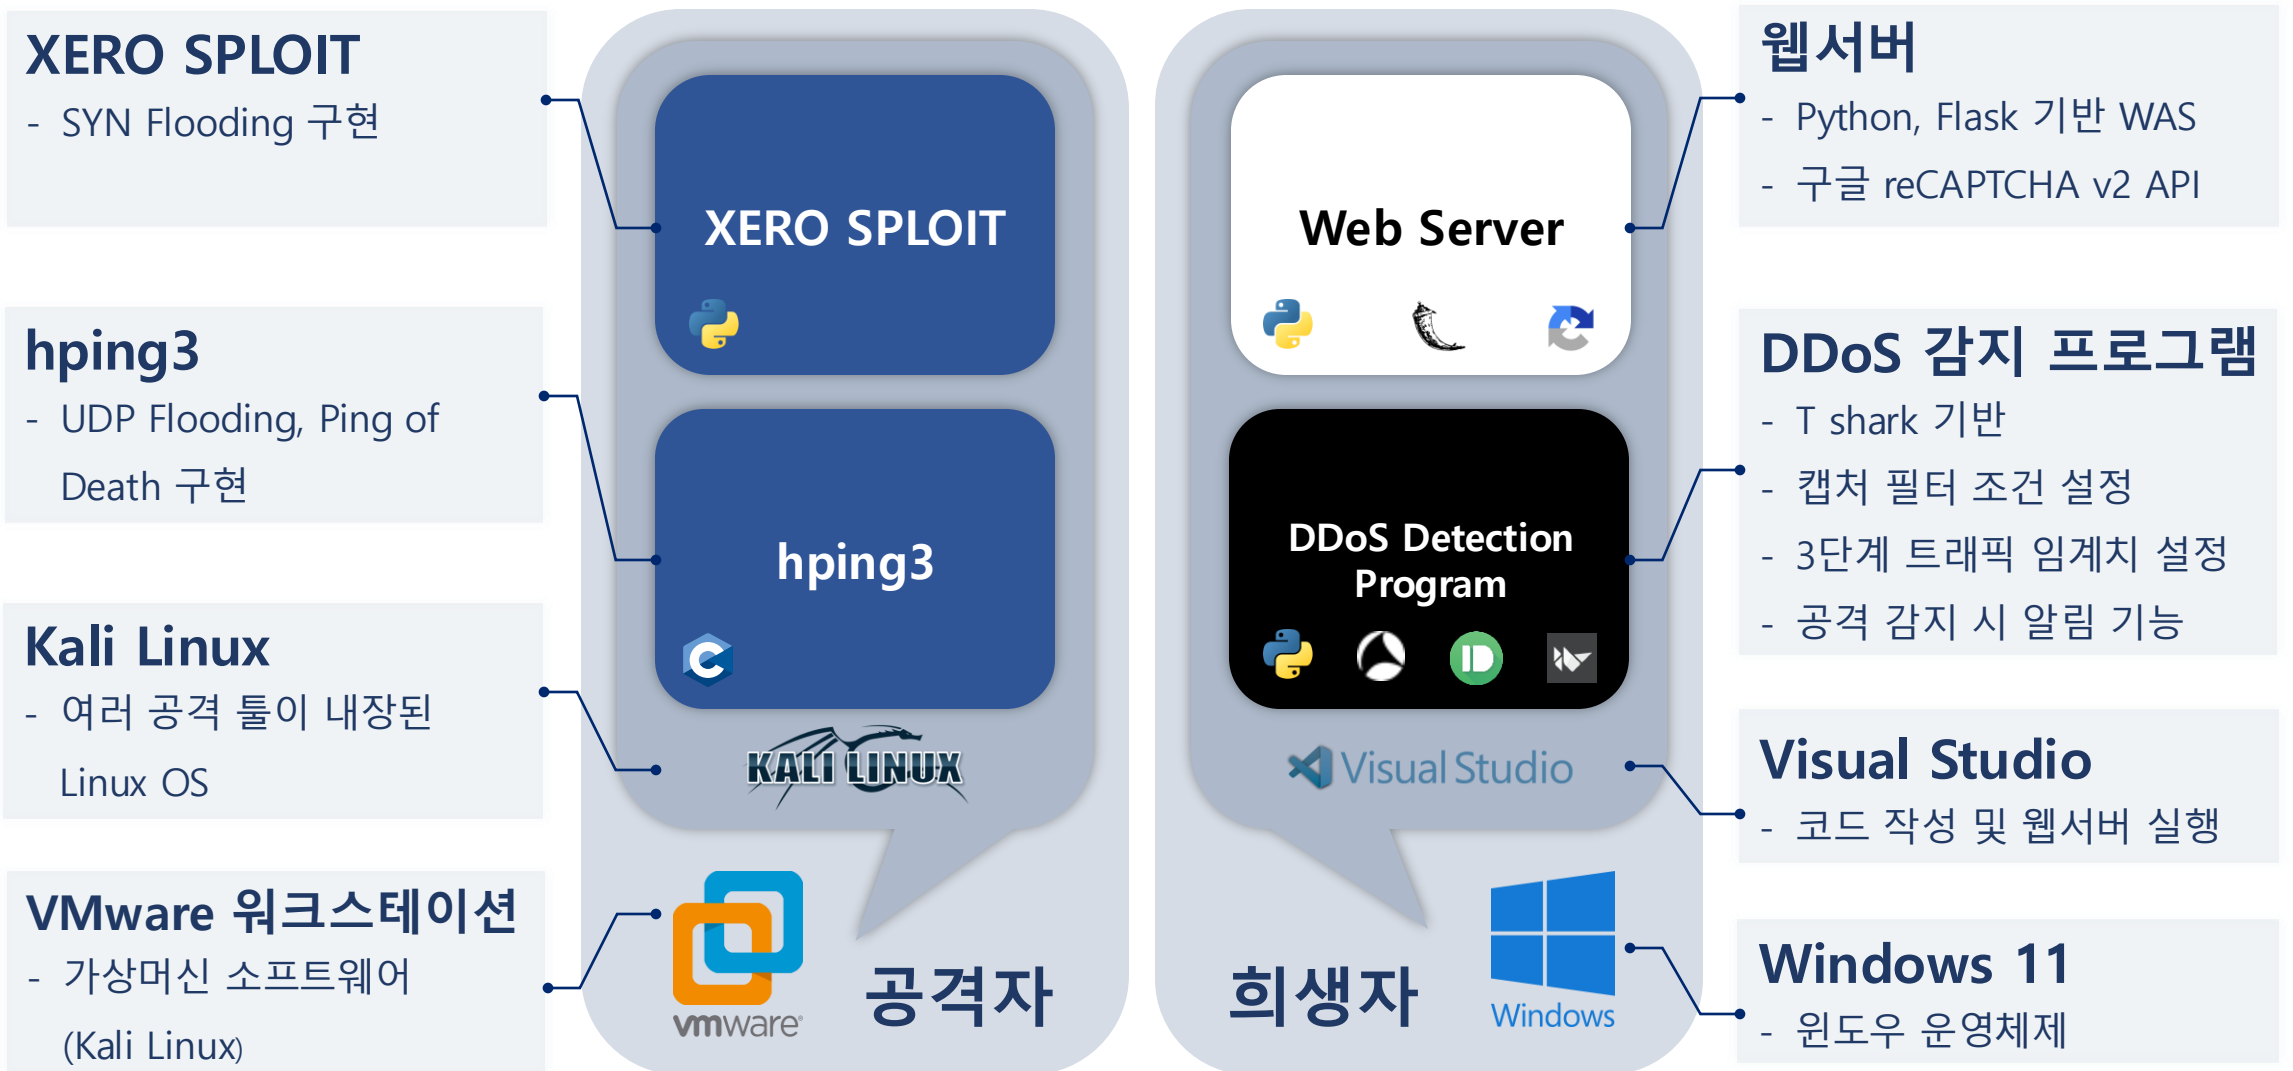 XERO SPLOIT
- SYN Flooding 구현
hping3
- UDP Flooding, Ping of
Death 구현
Kali Linux
- 여러 공격 툴이 내장된
Linux OS
VMware 워크스테이션
- 가상머신 소프트웨어
(Kali Linux)
XERO SPLOIT
hping3
C
KALI LINUX
vmware
공격자
Web Server
DDoS Detection
Program
Visual Studio
희생자
Windows
웹서버
- Python, Flask 기반 WAS
- 구글 reCAPTCHA v2 API
DDoS 감지 프로그램
- T shark 기반
- 캡처 필터 조건 설정
- 3단계 트래픽 임계치 설정
- 공격 감지 시 알림 기능
Visual Studio
- 코드 작성 및 웹서버 실행
Windows 11
- 윈도우 운영체제